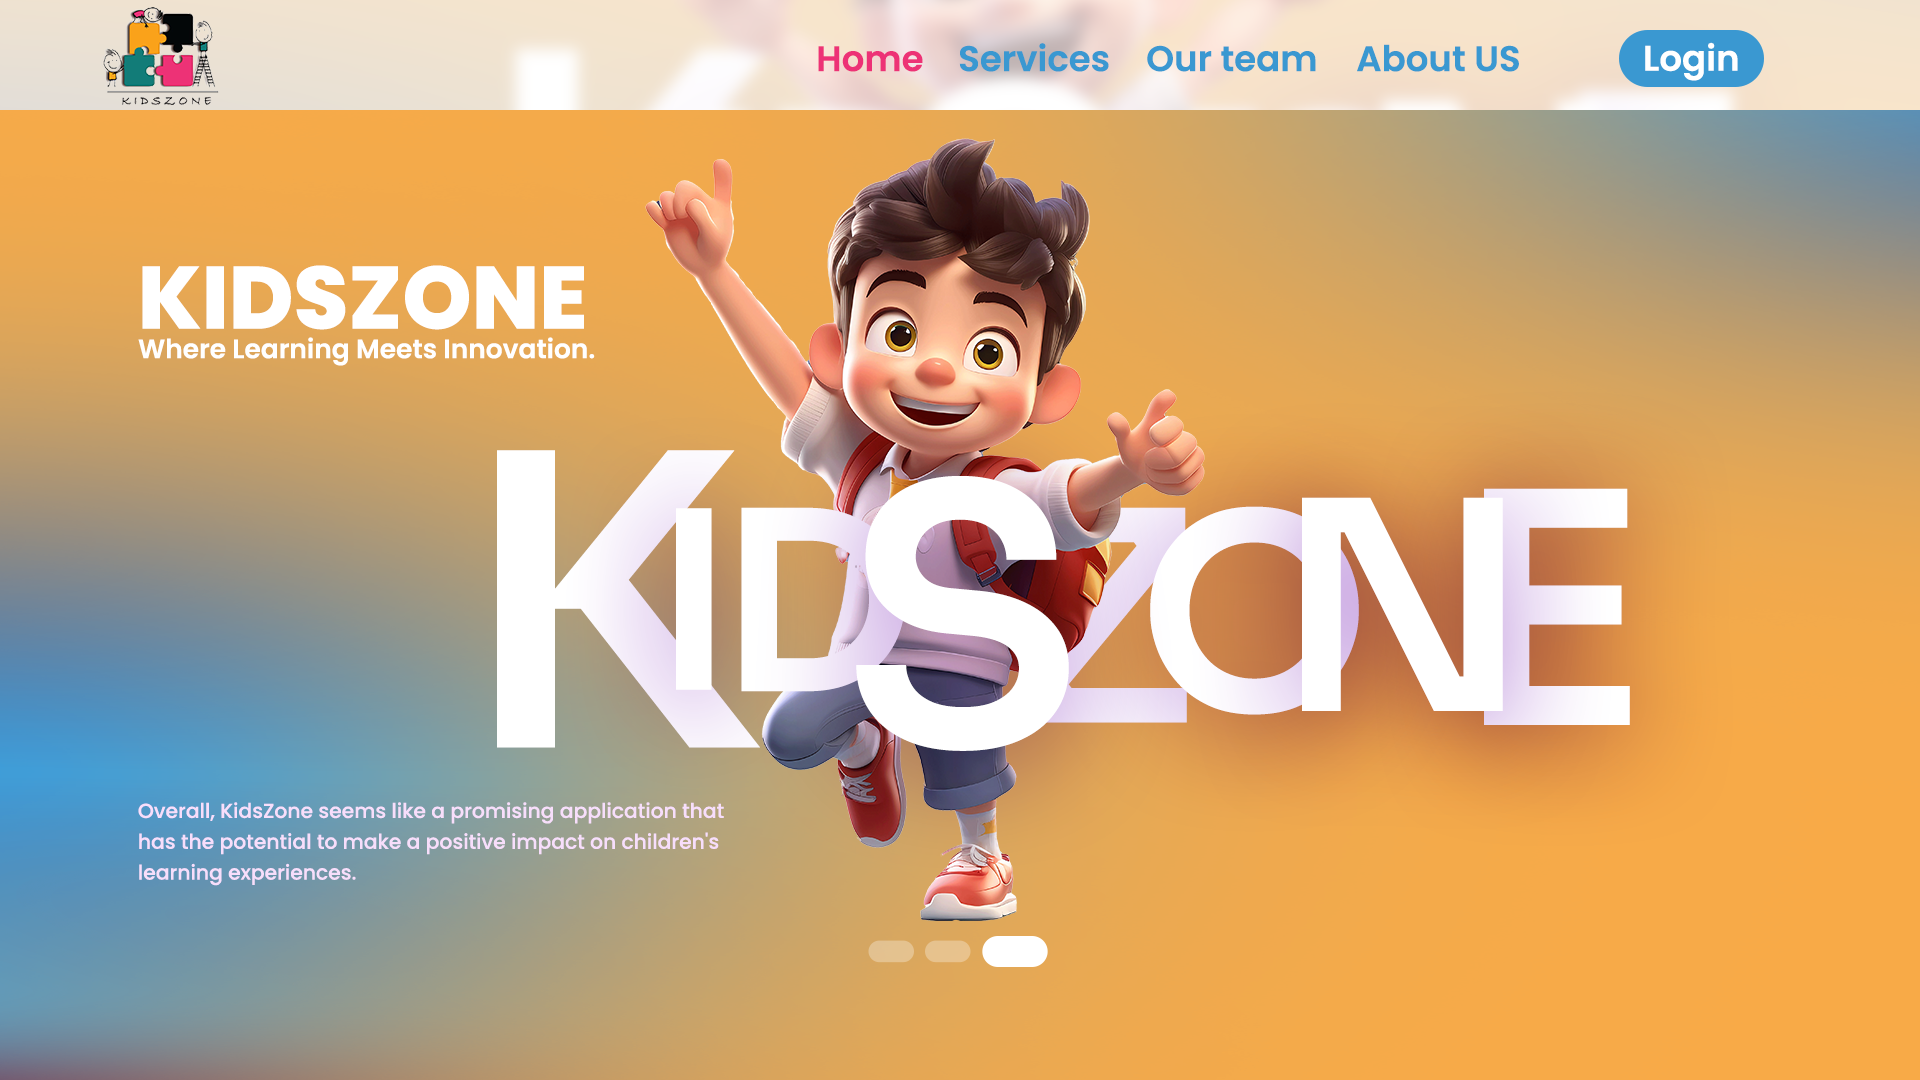 KIDSZONE
Home Services Our team About US Login
KIDSZONE
Where Learning Meets Innovation.
KIDSZONE
Overall, KidsZone seems like a promising application that
has the potential to make a positive impact on children's
learning experiences.